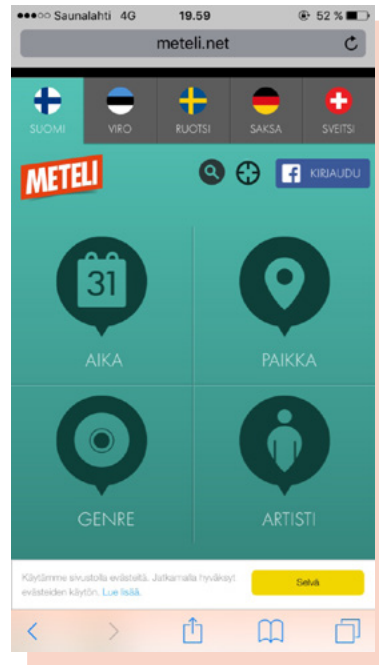 Saunalahti 4G 19.59 52 %
meteli.net
SUOMI VIRO RUOTSI SAKSA SVEITSI
METELI f KIRJAUDU
31
AIKA PAIKKA
GENRE ARTISTI
Käytämme sivustolla evästeitä. Jatkamalla hyväksyt Selvä
evästeiden käytön. Lue lisää.